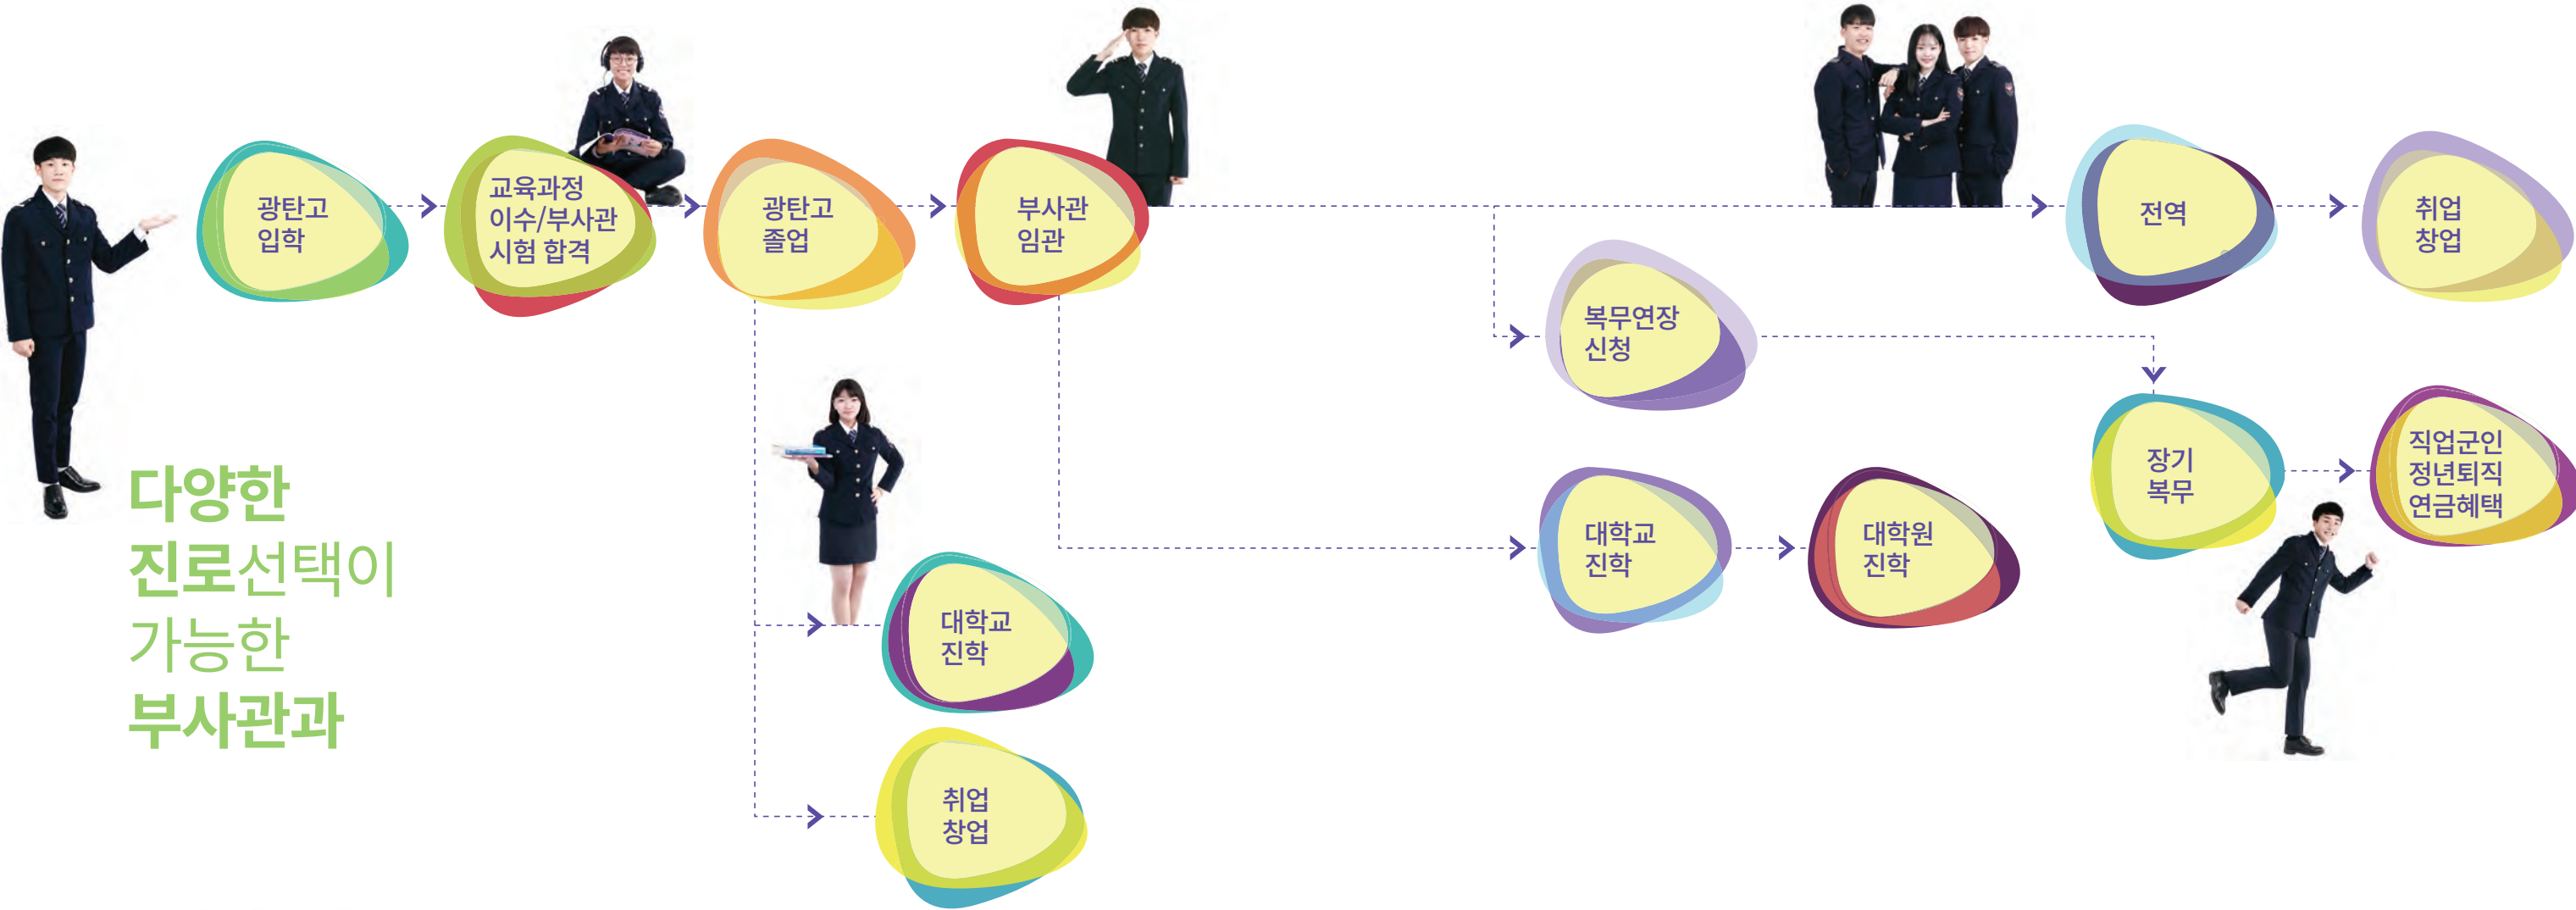 광탄고
입학
교육과정
이수/부사관
시험 합격
광탄고
졸업
부사관
임관
전역
취업
창업
복무연장
신청
장기
복무
직업군인
정년퇴직
연금혜택
대학교
진학
대학원
진학
대학교
진학
취업
창업
다양한
진로선택이
가능한
부사관과